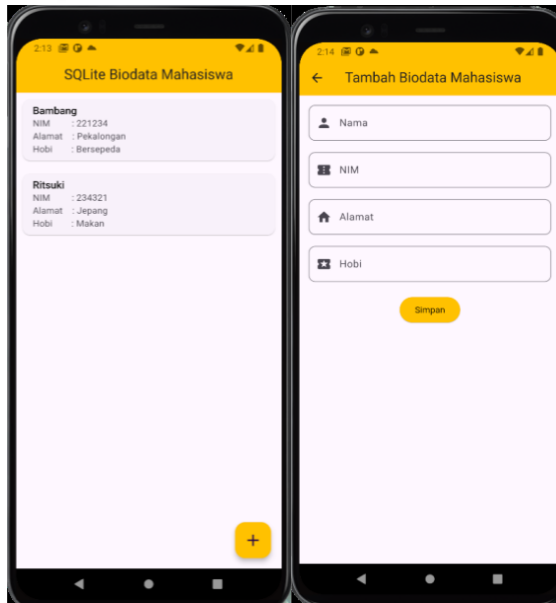 2:13
SQLite Biodata Mahasiswa
Bambang
NIM : 221234
Alamat : Pekalongan
Hobi : Bersepeda
Ritsuki
NIM : 234321
Alamat : Jepang
Hobi : Makan
+
2:14
Tambah Biodata Mahasiswa
Nama
NIM
Alamat
Hobi
Simpan